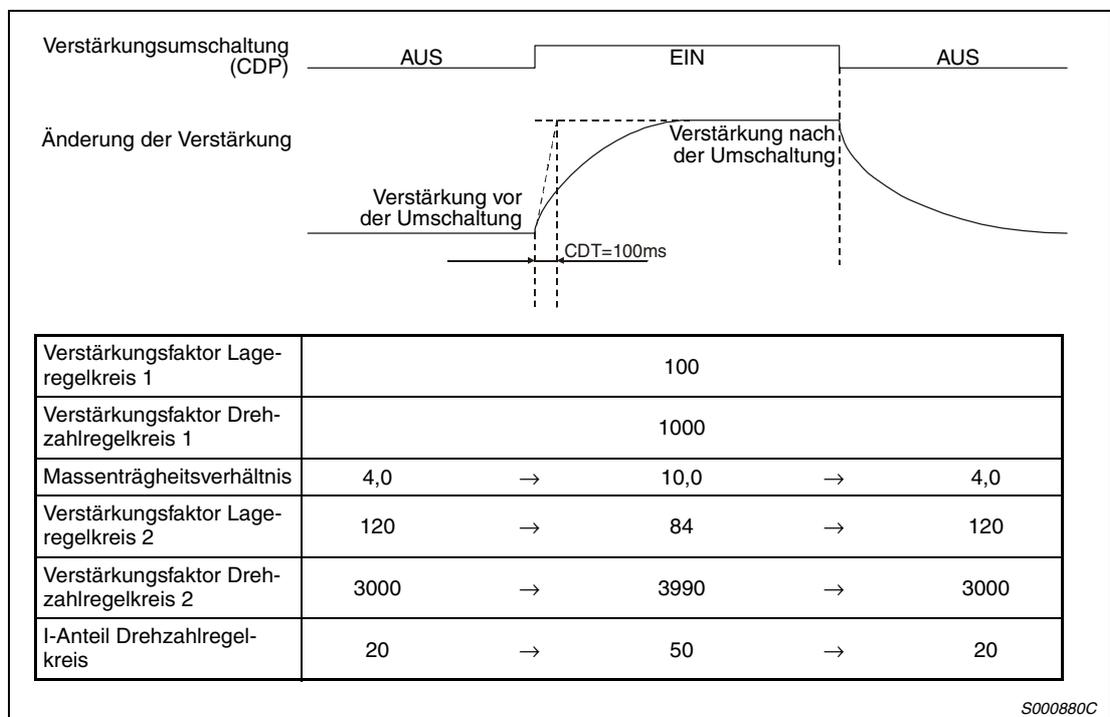 Verstärkungsumschaltung
(CDP)
AUS
EIN
AUS
Änderung der Verstärkung
Verstärkung nach
der Umschaltung
Verstärkung vor
der Umschaltung
CDT=100ms
Verstärkungsfaktor Lage-
regelkreis 1
100
Verstärkungsfaktor Dreh-
zahlregelkreis 1
1000
Massenträgheitsverhältnis
4,0 → 10,0 → 4,0
Verstärkungsfaktor Lage-
regelkreis 2
120 → 84 → 120
Verstärkungsfaktor Dreh-
zahlregelkreis 2
3000 → 3990 → 3000
I-Anteil Drehzahlregel-
kreis
20 → 50 → 20
S000880C